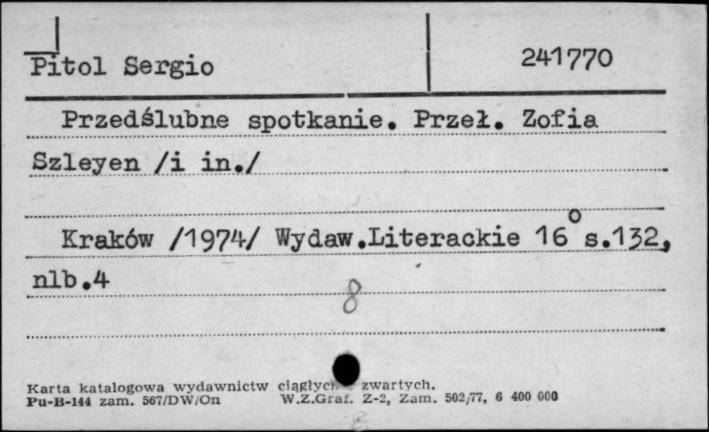 Pitol Sergio 241770
Przedślubne spotkanie. Przeł. Zofia
Szleyen /i in./
Kraków /1974/ Wydaw.Literackie 16° s.132,
nlb.4
8
Karta katalogowa wydawnictw ciągłych zwartych.
Pu-B-144 zam. 567/DW/On W.Z.Graf. Z-2, Zam. 502/77, 6 400 000